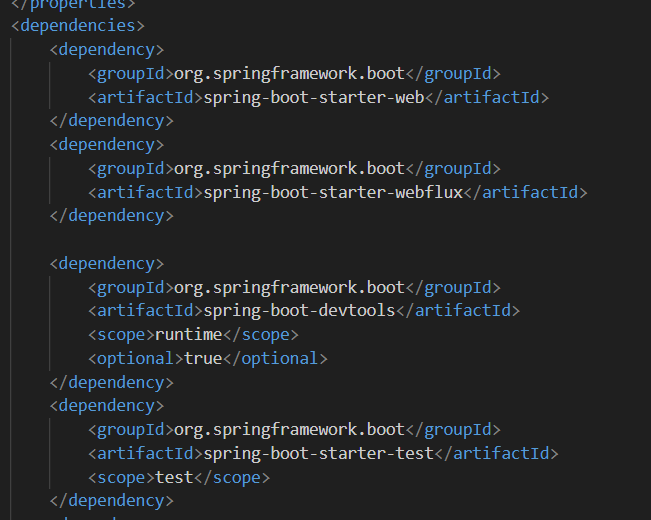 </properties>
<dependencies>
<dependency>
<groupId>org.springframework.boot</groupId>
<artifactId>spring-boot-starter-web</artifactId>
</dependency>
<dependency>
<groupId>org.springframework.boot</groupId>
<artifactId>spring-boot-starter-webflux</artifactId>
</dependency>
<dependency>
<groupId>org.springframework.boot</groupId>
<artifactId>spring-boot-devtools</artifactId>
<scope>runtime</scope>
<optional>true</optional>
</dependency>
<dependency>
<groupId>org.springframework.boot</groupId>
<artifactId>spring-boot-starter-test</artifactId>
<scope>test</scope>
</dependency>